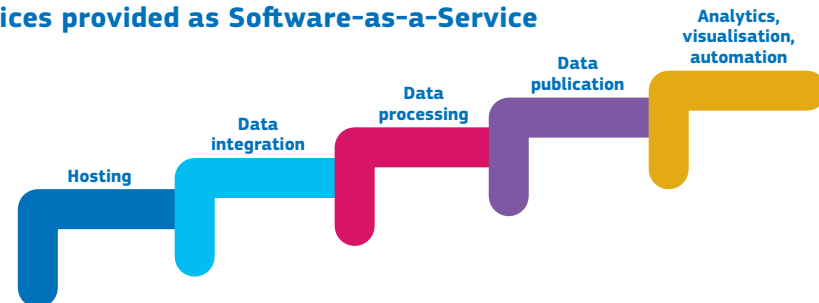 ices provided as Software-as-a-Service
Analytics,
visualisation,
automation
Data
publication
Data
processing
Data
integration
Hosting